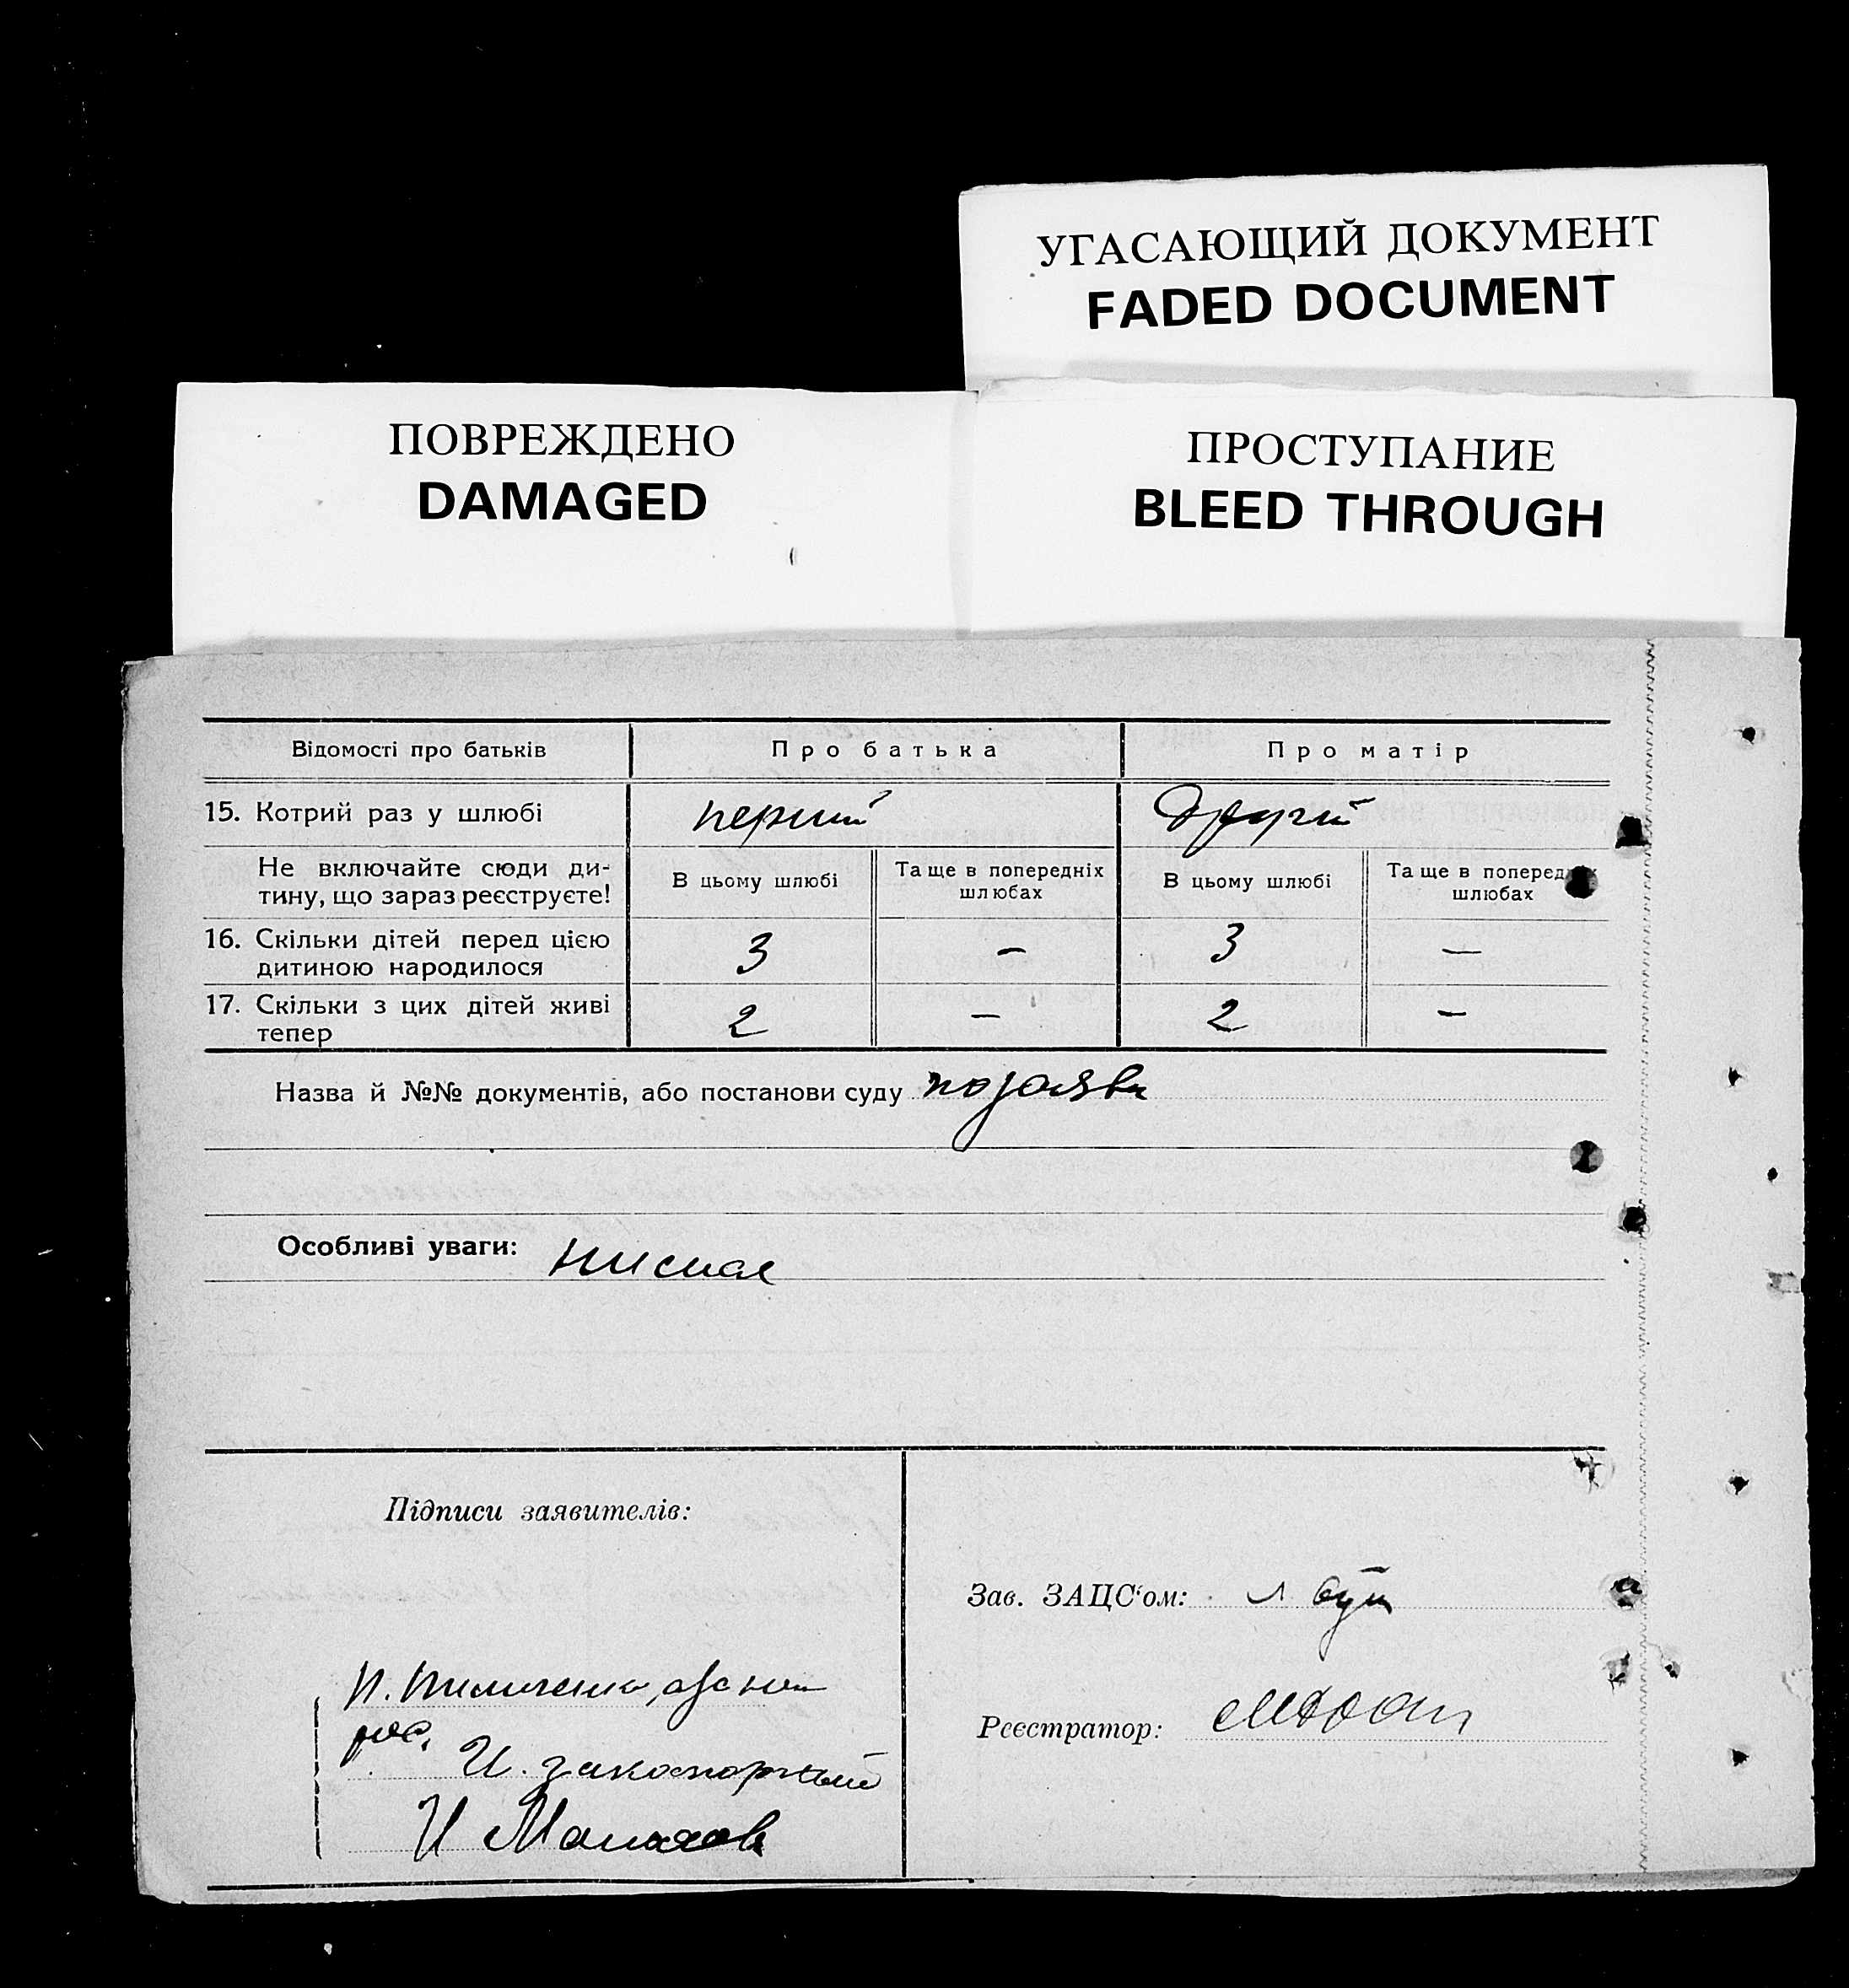 УГАСАЮЩИЙ ДОКУМЕНТ
FADED DOCUMENT
ПОВРЕЖДЕНО
DAMAGED
ПРОСТУПАНИЕ
BLEED THROUGH
Відомості про батьків Про батька Про матір
15. Котрий раз у шлюбі перший другий
Не включайте сюди ди-
тину, що зараз реєструєте!
В цьому шлюбі
Та ще в попередніх
шлюбах
В цьому шлюбі
Та ще в поперед
шлюбах
16. Скільки дітей перед цією
дитиною народилося 3 — 3 —
17. Скільки з цих дітей живі
тепер 2 — 2 —
Назва й №№ документів, або постанови суду по заяви
Особливі уваги:
Підписи заявителів:
И.
И. закапорный
И Малахов
Зав. ЗАЦС'ом:
Реєстратор: